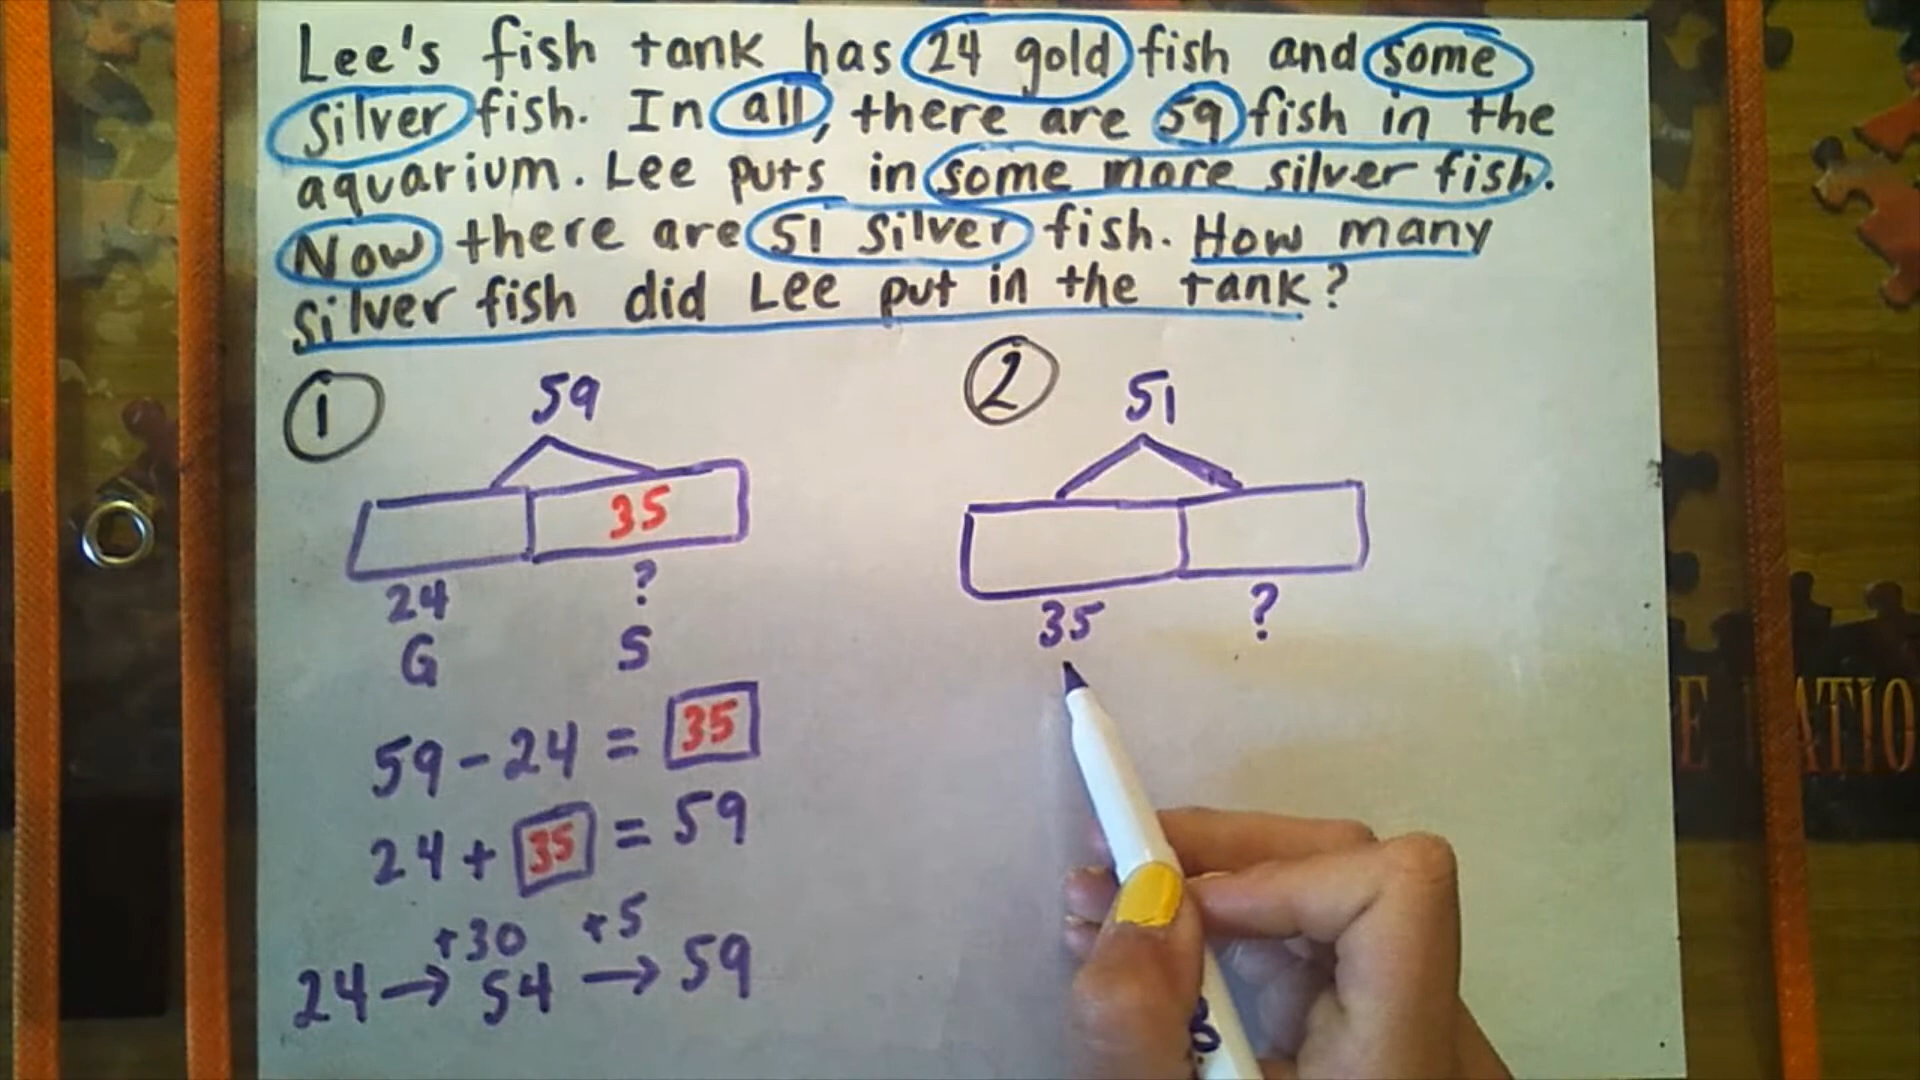 Lee's fish tank has 24 gold fish and some
silver fish. In all, there are 59 fish in the
aquarium. Lee puts in some more silver fish.
Now there are 51 silver fish. How many
silver fish did Lee put in the tank?
1
59
35
24 ?
G S
59 - 24 = 35
24 + 35 = 59
+30 +5
24 → 54 → 59
2
51
35 ?